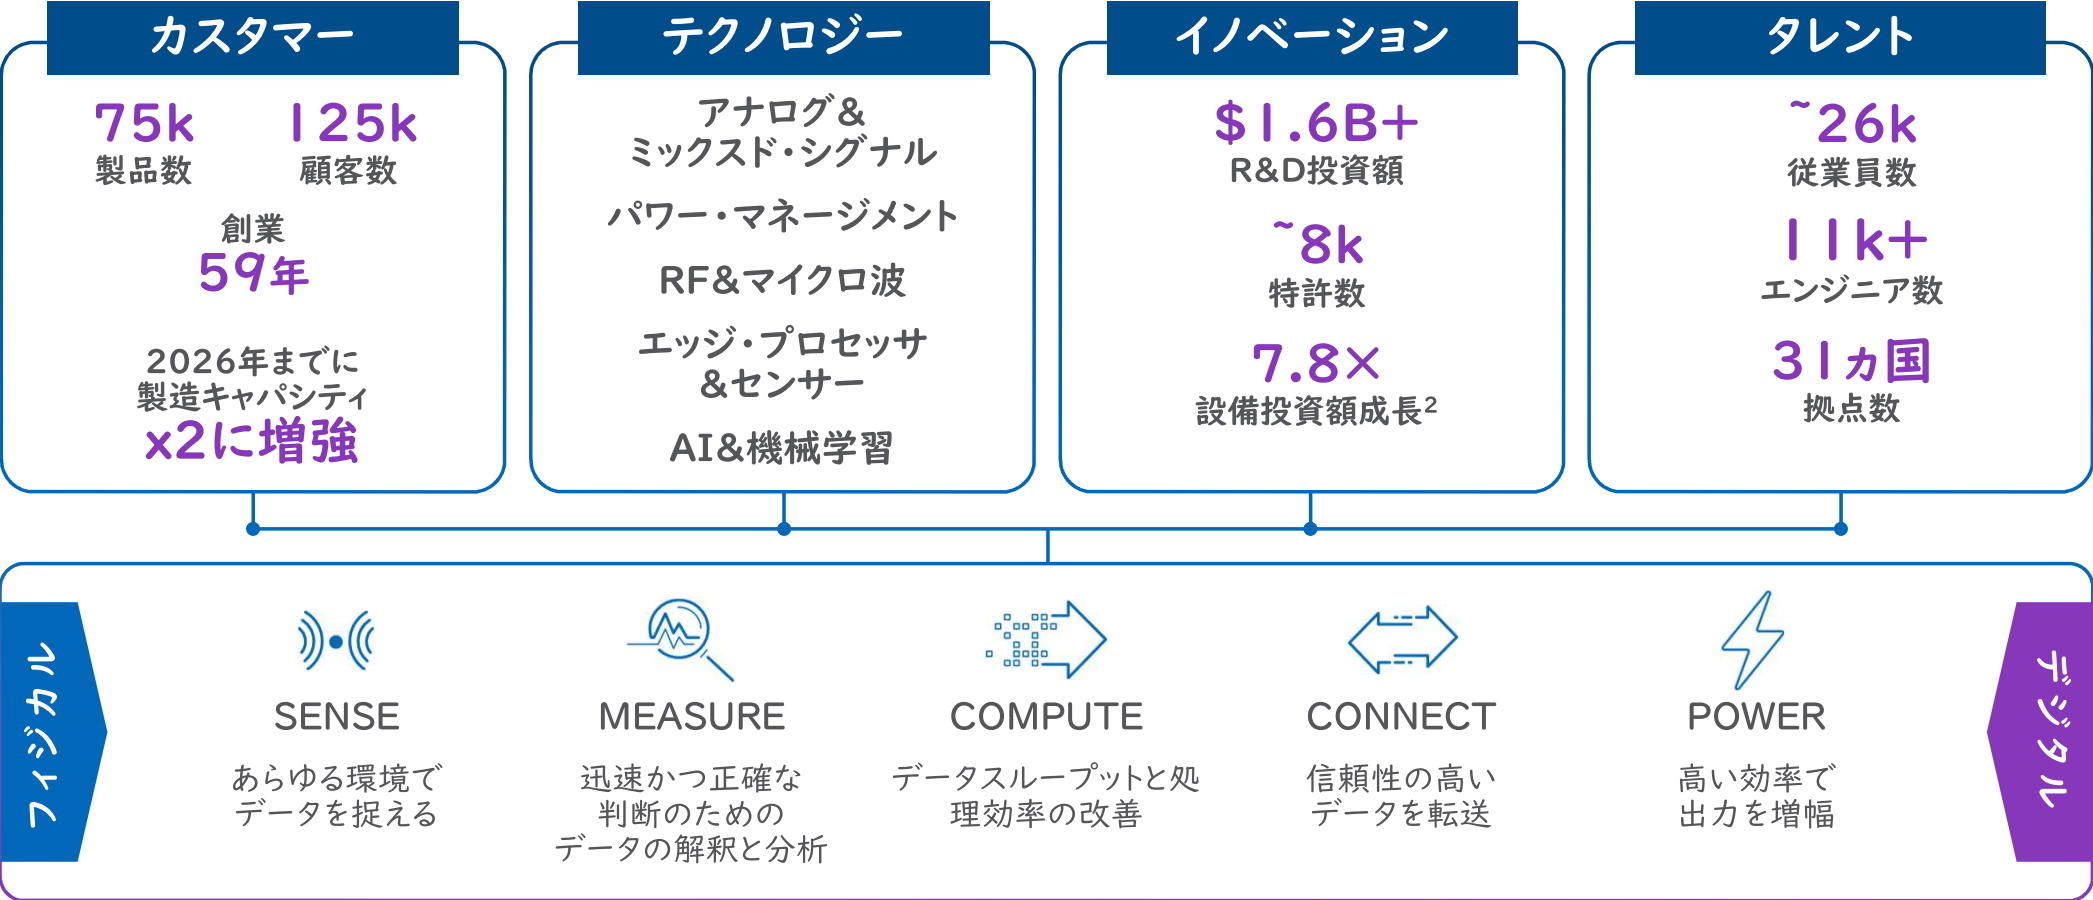 カスタマー
75k 125k
製品数 顧客数
創業
59年
2026年までに
製造キャパシティ
x2に増強
テクノロジー
アナログ&
ミックスド・シグナル
パワー・マネージメント
RF&マイクロ波
エッジ・プロセッサ
&センサー
AI&機械学習
イノベーション
$1.6B+
R&D投資額
~8k
特許数
7.8×
設備投資額成長2
タレント
~26k
従業員数
11k+
エンジニア数
31ヵ国
拠点数
フィジカル
SENSE
あらゆる環境で
データを捉える
MEASURE
迅速かつ正確な
判断のための
データの解釈と分析
COMPUTE
データスループットと処
理効率の改善
CONNECT
信頼性の高い
データを転送
POWER
高い効率で
出力を増幅
デジタル